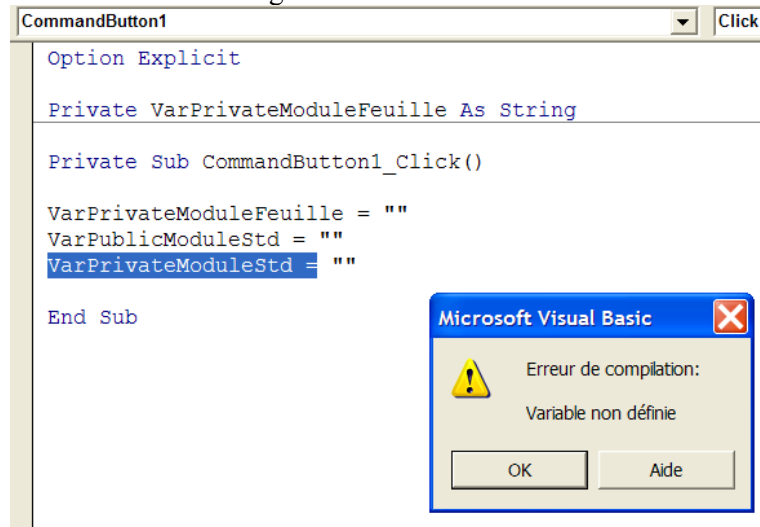 CommandButton1 Click
Option Explicit
Private VarPrivateModuleFeuille As String
Private Sub CommandButton1_Click()
VarPrivateModuleFeuille = ""
VarPublicModuleStd = ""
VarPrivateModuleStd = ""
End Sub
Microsoft Visual Basic
Erreur de compilation:
Variable non définie
OK Aide